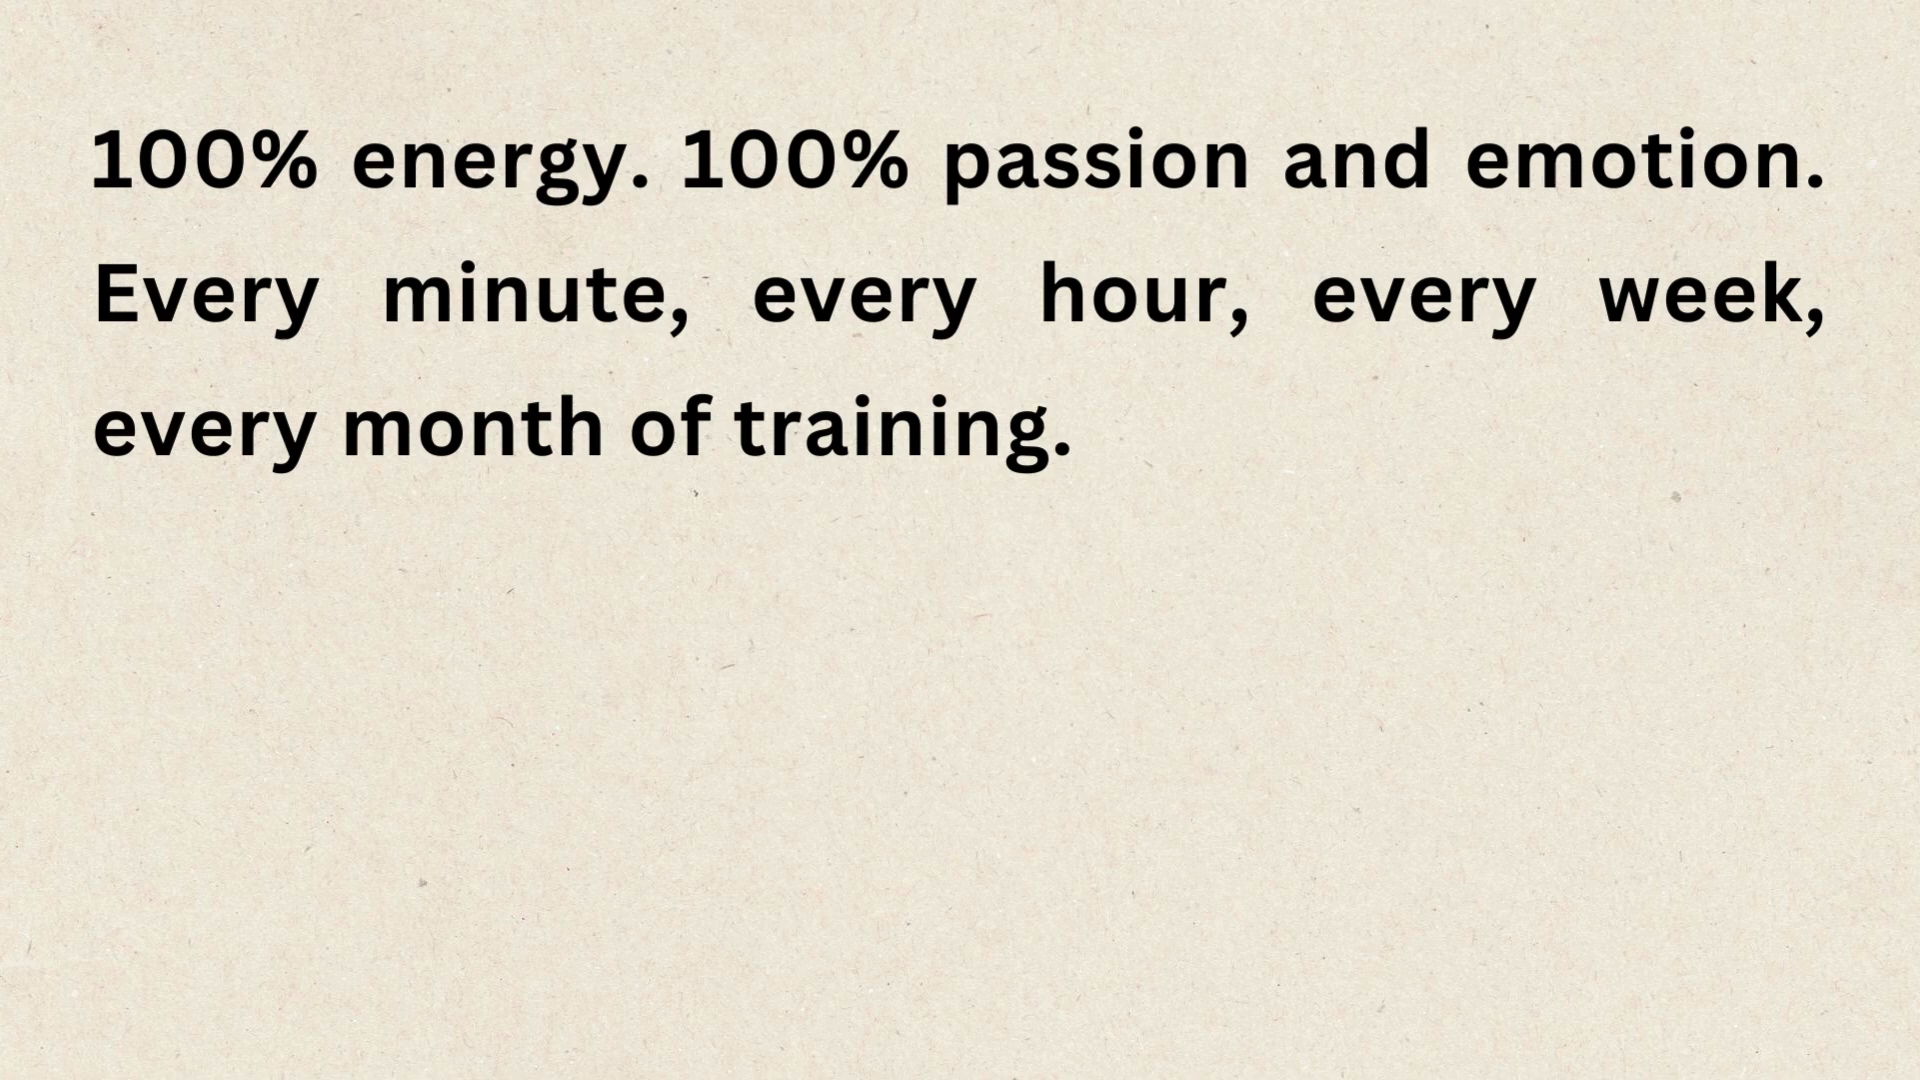 100% energy. 100% passion and emotion.
Every minute, every hour, every week,
every month of training.